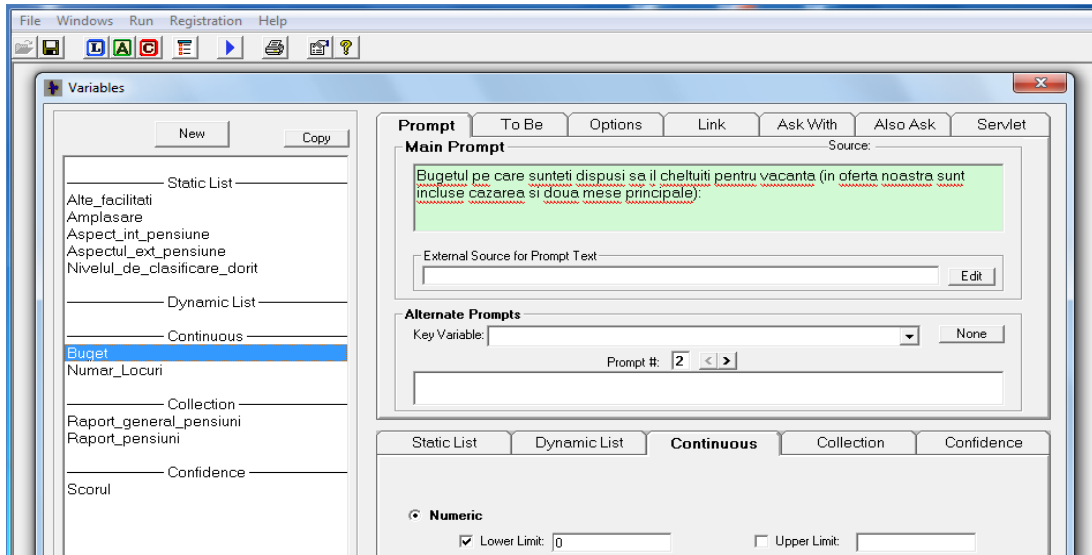 File Windows Run Registration Help
L A C ?
Variables
New Copy
Static List
Alte_facilitati
Amplasare
Aspect_int_pensiune
Aspectul_ext_pensiune
Nivelul_de_clasificare_dorit
Dynamic List
Continuous
Buget
Numar_Locuri
Collection
Raport_general_pensiuni
Raport_pensiuni
Confidence
Scorul
Prompt To Be Options Link Ask With Also Ask Servlet
Main Prompt Source:
Bugetul pe care sunteti dispusi sa il cheltuiti pentru vacanta (in oferta noastra sunt
incluse cazarea si doua mese principale):
External Source for Prompt Text
Edit
Alternate Prompts
Key Variable: None
Prompt #: 2 < >
Static List Dynamic List Continuous Collection Confidence
Numeric
Lower Limit: 0 Upper Limit: